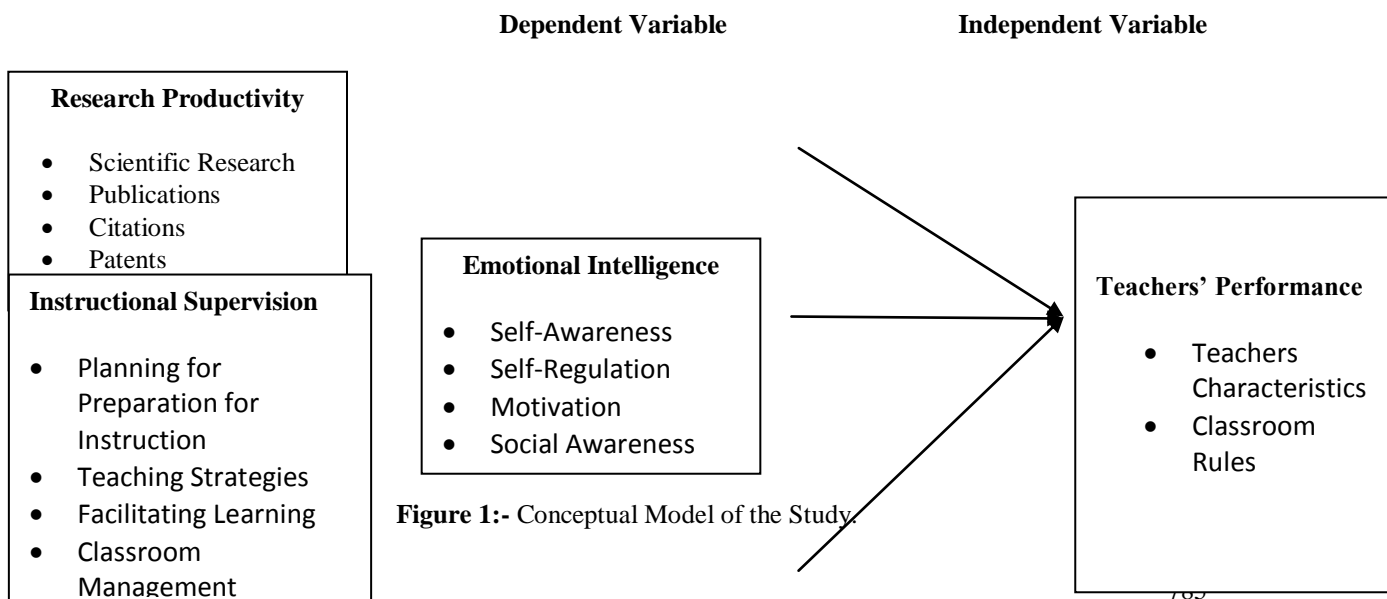 Dependent Variable
Independent Variable
Research Productivity
• Scientific Research
• Publications
• Citations
• Patents
Instructional Supervision
• Planning for
Preparation for
Instruction
• Teaching Strategies
• Facilitating Learning
• Classroom
Management
Emotional Intelligence
• Self-Awareness
• Self-Regulation
• Motivation
• Social Awareness
Teachers’ Performance
• Teachers
Characteristics
• Classroom
Rules
Figure 1:- Conceptual Model of the Study.